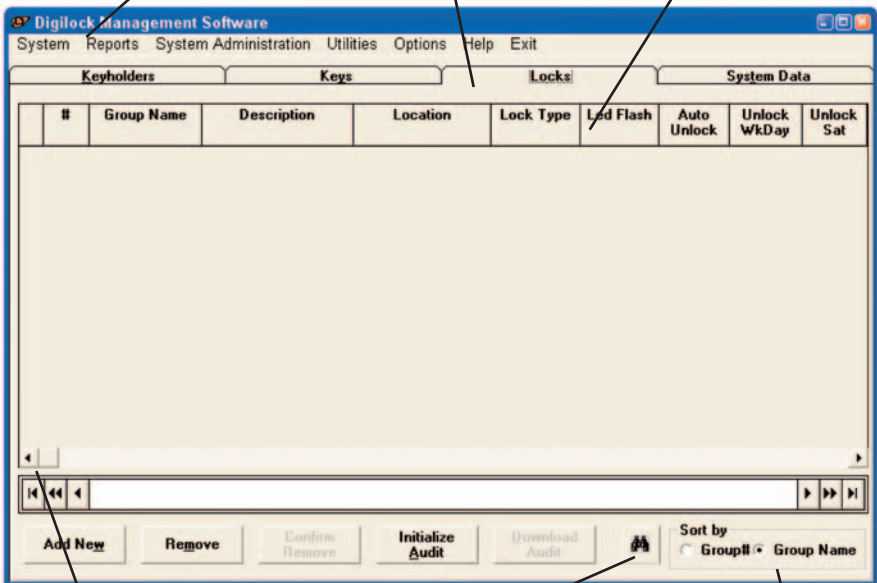 Digilock Management Software
System Reports System Administration Utilities Options Help Exit
Keyholders Keys Locks System Data
# Group Name Description Location Lock Type Led Flash Auto Unlock Unlock WkDay Unlock Sat
Add New Remove Confirm Remove Initialize Audit Download Audit
Sort by
Group# Group Name